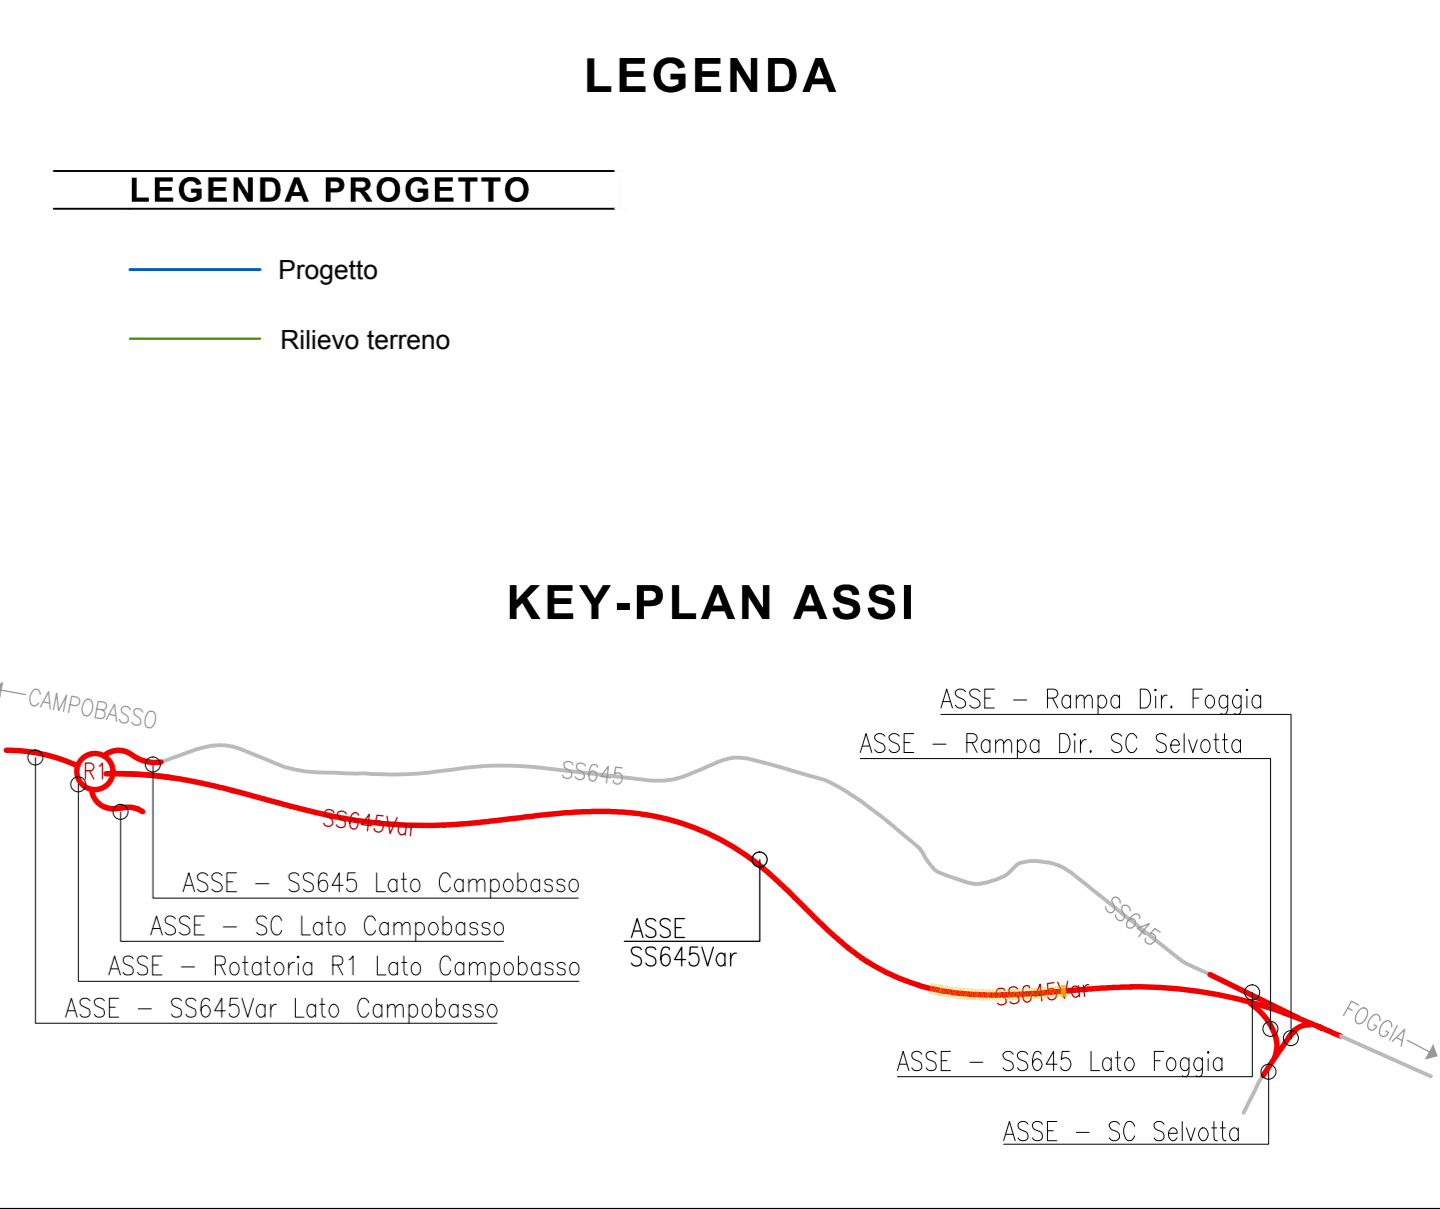 LEGENDA
LEGENDA PROGETTO
Progetto
Rilievo terreno
KEY-PLAN ASSI
CAMPOBASSO
ASSE - Rampa Dir. Foggia
ASSE - Rampa Dir. SC Selvotta
R1
SS645
SS645Var
ASSE - SS645 Lato Campobasso
ASSE - SC Lato Campobasso
ASSE
SS645Var
SS645
ASSE - Rotatoria R1 Lato Campobasso
ASSE - SS645Var Lato Campobasso
SS645Var
FOGGIA
ASSE - SS645 Lato Foggia
ASSE - SC Selvotta